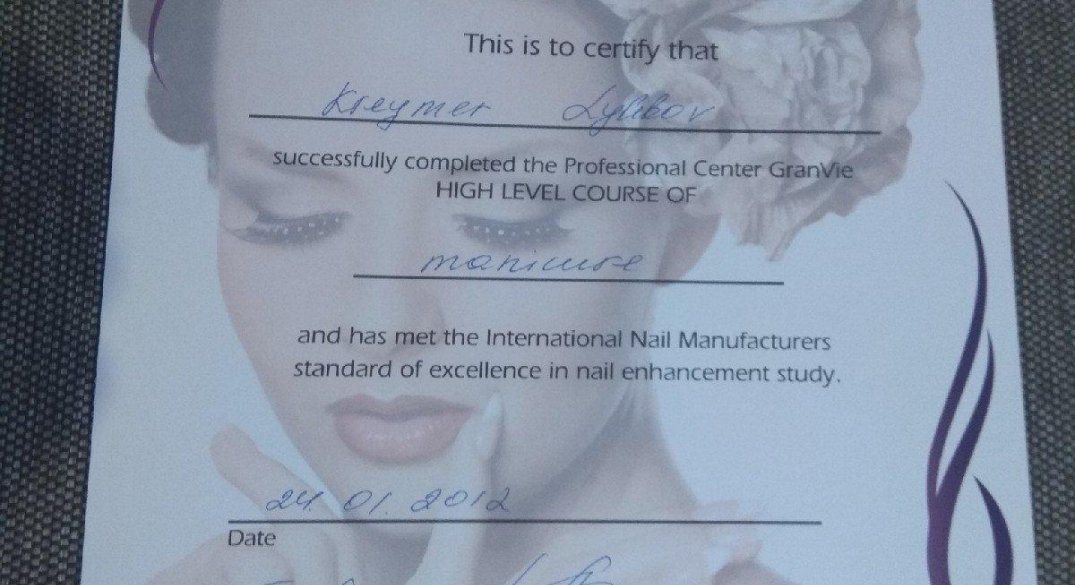 This is to certify that
Kreymer Lyubov
successfully completed the Professional Center GranVie
HIGH LEVEL COURSE OF
manicure
and has met the International Nail Manufacturers
standard of excellence in nail enhancement study.
24.01.2012
Date